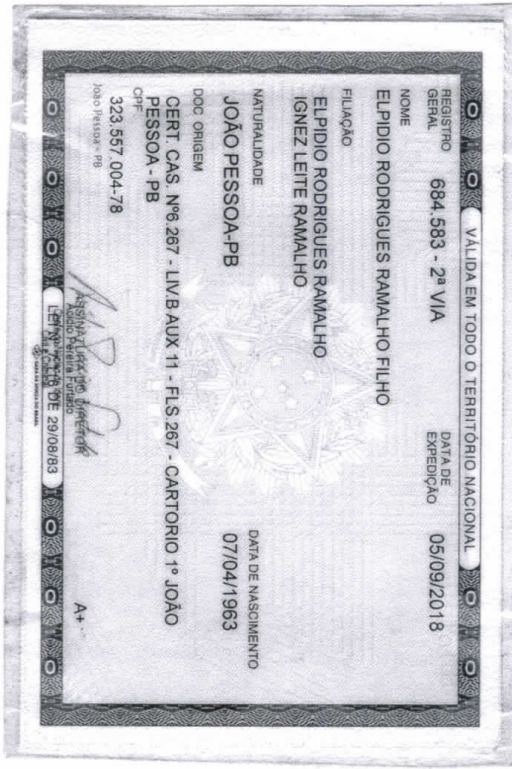 VÁLIDA EM TODO O TERRITÓRIO NACIONAL
REGISTRO GERAL 684.583 - 2ª VIA DATA DE EXPEDIÇÃO 05/09/2018
NOME
ELPIDIO RODRIGUES RAMALHO FILHO
FILIAÇÃO
ELPIDIO RODRIGUES RAMALHO
IGNEZ LEITE RAMALHO
NATURALIDADE DATA DE NASCIMENTO
JOÃO PESSOA-PB 07/04/1963
DOC ORIGEM
CERT. CAS. Nº6.267 - LIV.B AUX 11 - FLS 267 - CARTORIO 1º JOÃO
PESSOA - PB
CPF
323.557.004-78
João Pessoa - PB A+
ASSINATURA DO DIRETOR
Pereira Furtado
LEI Nº 7.116 DE 29/08/83